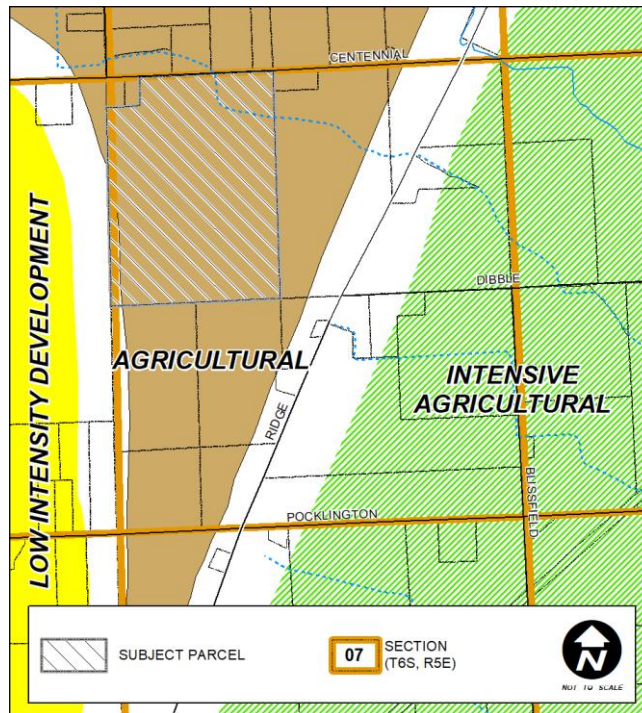 CENTENNIAL
DIBBLE
LOW-INTENSITY DEVELOPMENT
AGRICULTURAL
INTENSIVE
AGRICULTURAL
RIDGE
BLISSFIELD
POCKLINGTON
SUBJECT PARCEL
07
SECTION
(T6S, R5E)
N
NOT TO SCALE